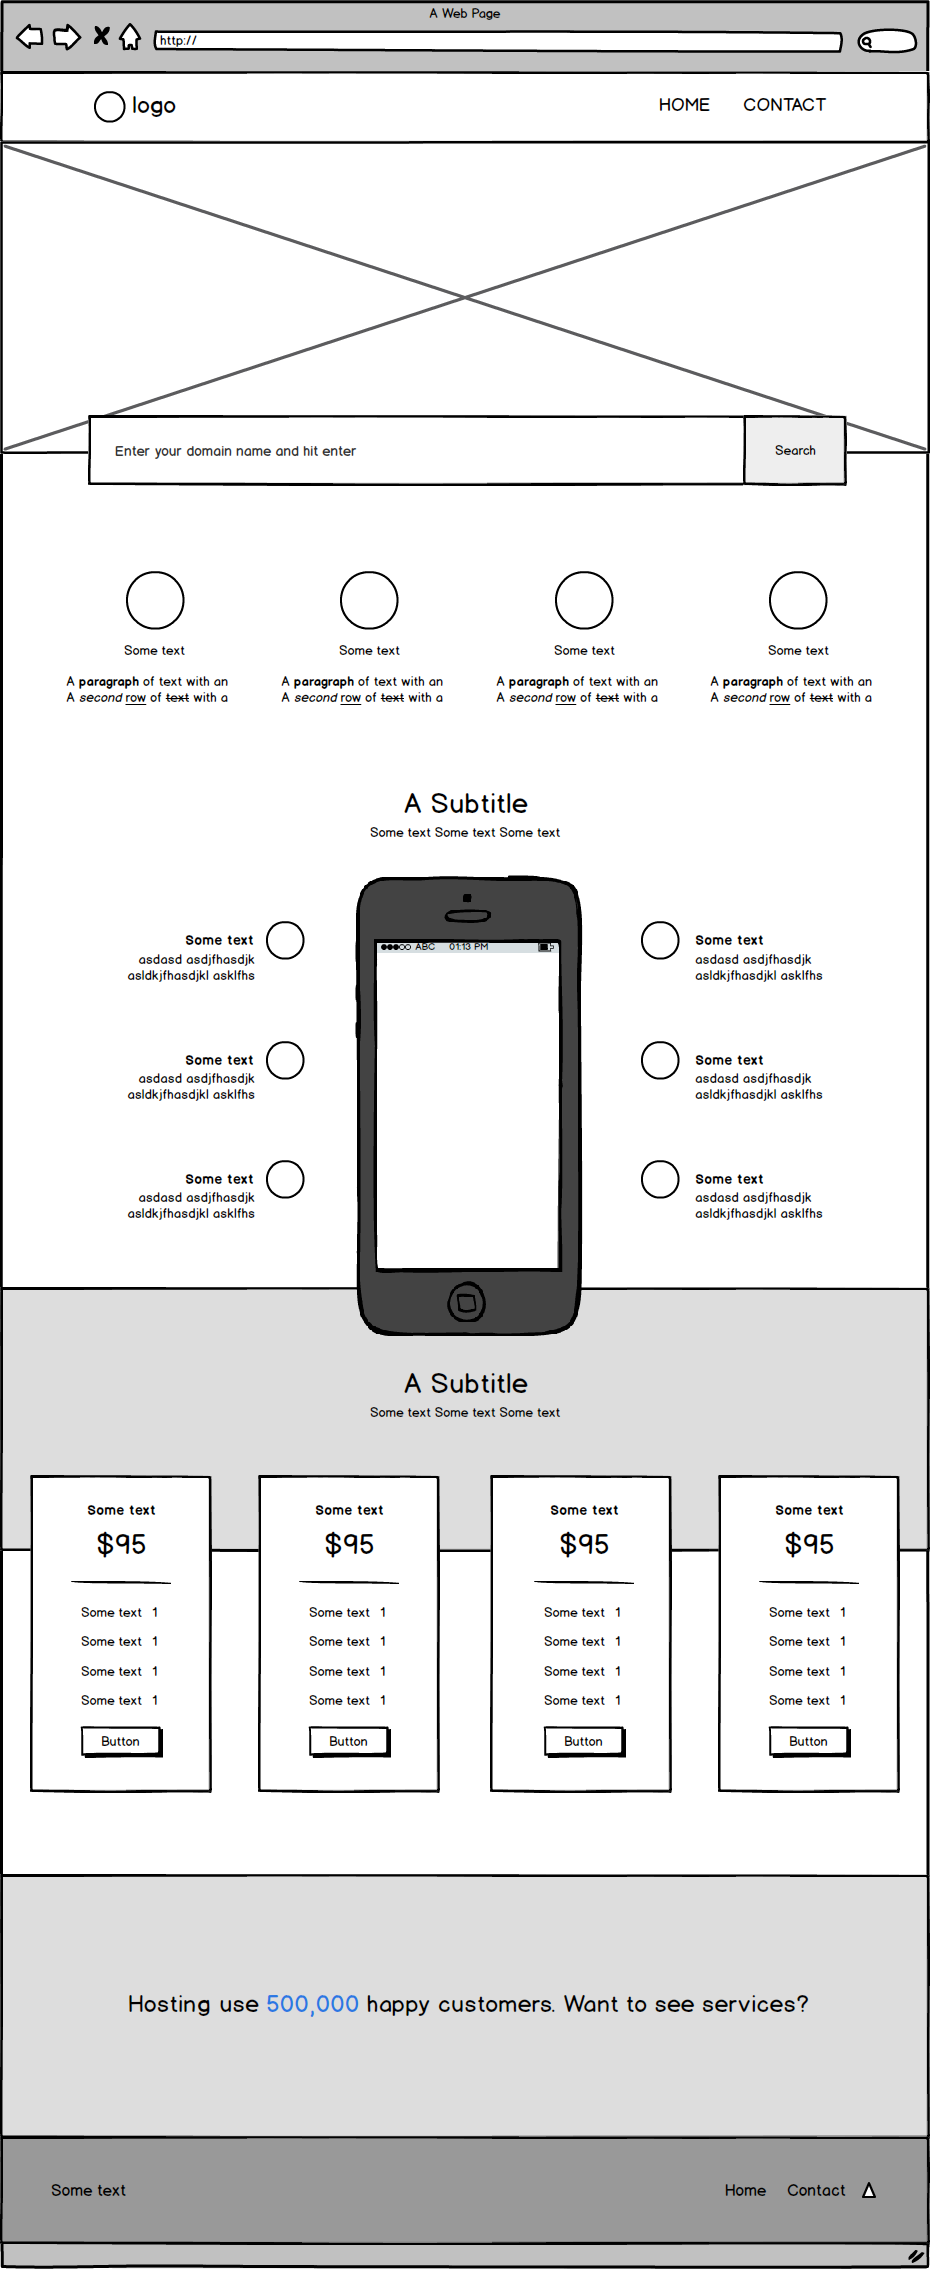 A Web Page
http://
logo
HOME CONTACT
Enter your domain name and hit enter
Search
Some text
A paragraph of text with an
A second row of text with a
Some text
A paragraph of text with an
A second row of text with a
Some text
A paragraph of text with an
A second row of text with a
Some text
A paragraph of text with an
A second row of text with a
A Subtitle
Some text Some text Some text
Some text
asdasd asdjfhasdjk
asldkjfhasdjkl asklfhs
Some text
asdasd asdjfhasdjk
asldkjfhasdjkl asklfhs
Some text
asdasd asdjfhasdjk
asldkjfhasdjkl asklfhs
ABC 01:13 PM
Some text
asdasd asdjfhasdjk
asldkjfhasdjkl asklfhs
Some text
asdasd asdjfhasdjk
asldkjfhasdjkl asklfhs
Some text
asdasd asdjfhasdjk
asldkjfhasdjkl asklfhs
A Subtitle
Some text Some text Some text
Some text
$95
Some text 1
Some text 1
Some text 1
Some text 1
Button
Some text
$95
Some text 1
Some text 1
Some text 1
Some text 1
Button
Some text
$95
Some text 1
Some text 1
Some text 1
Some text 1
Button
Some text
$95
Some text 1
Some text 1
Some text 1
Some text 1
Button
Hosting use 500,000 happy customers. Want to see services?
Some text
Home Contact